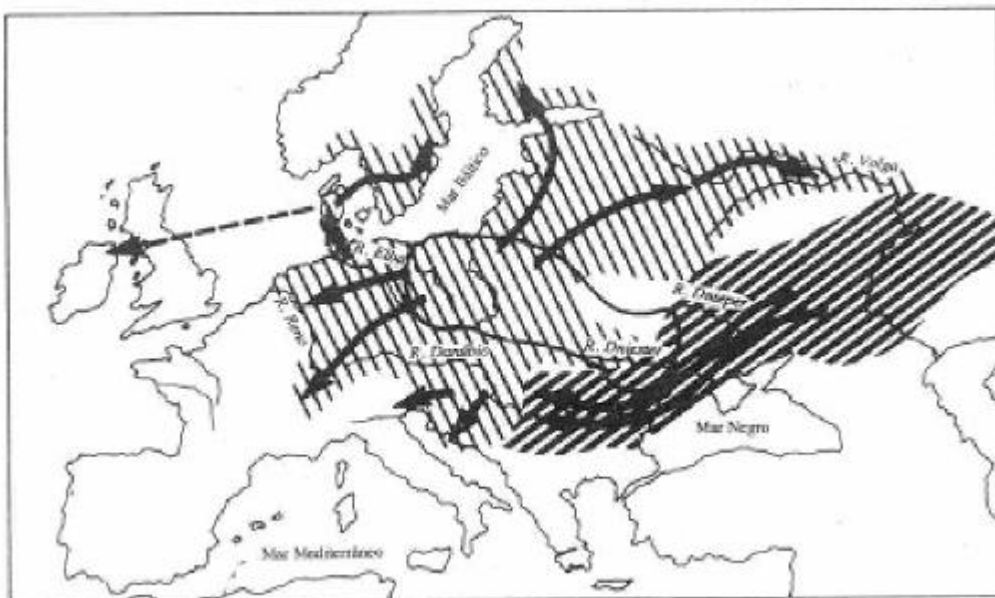 Mar Báltico
R. Volga
R. Elba
R. Rin
R. Dnieper
R. Danubio
R. Dniester
Mar Negro
Mar Mediterráneo